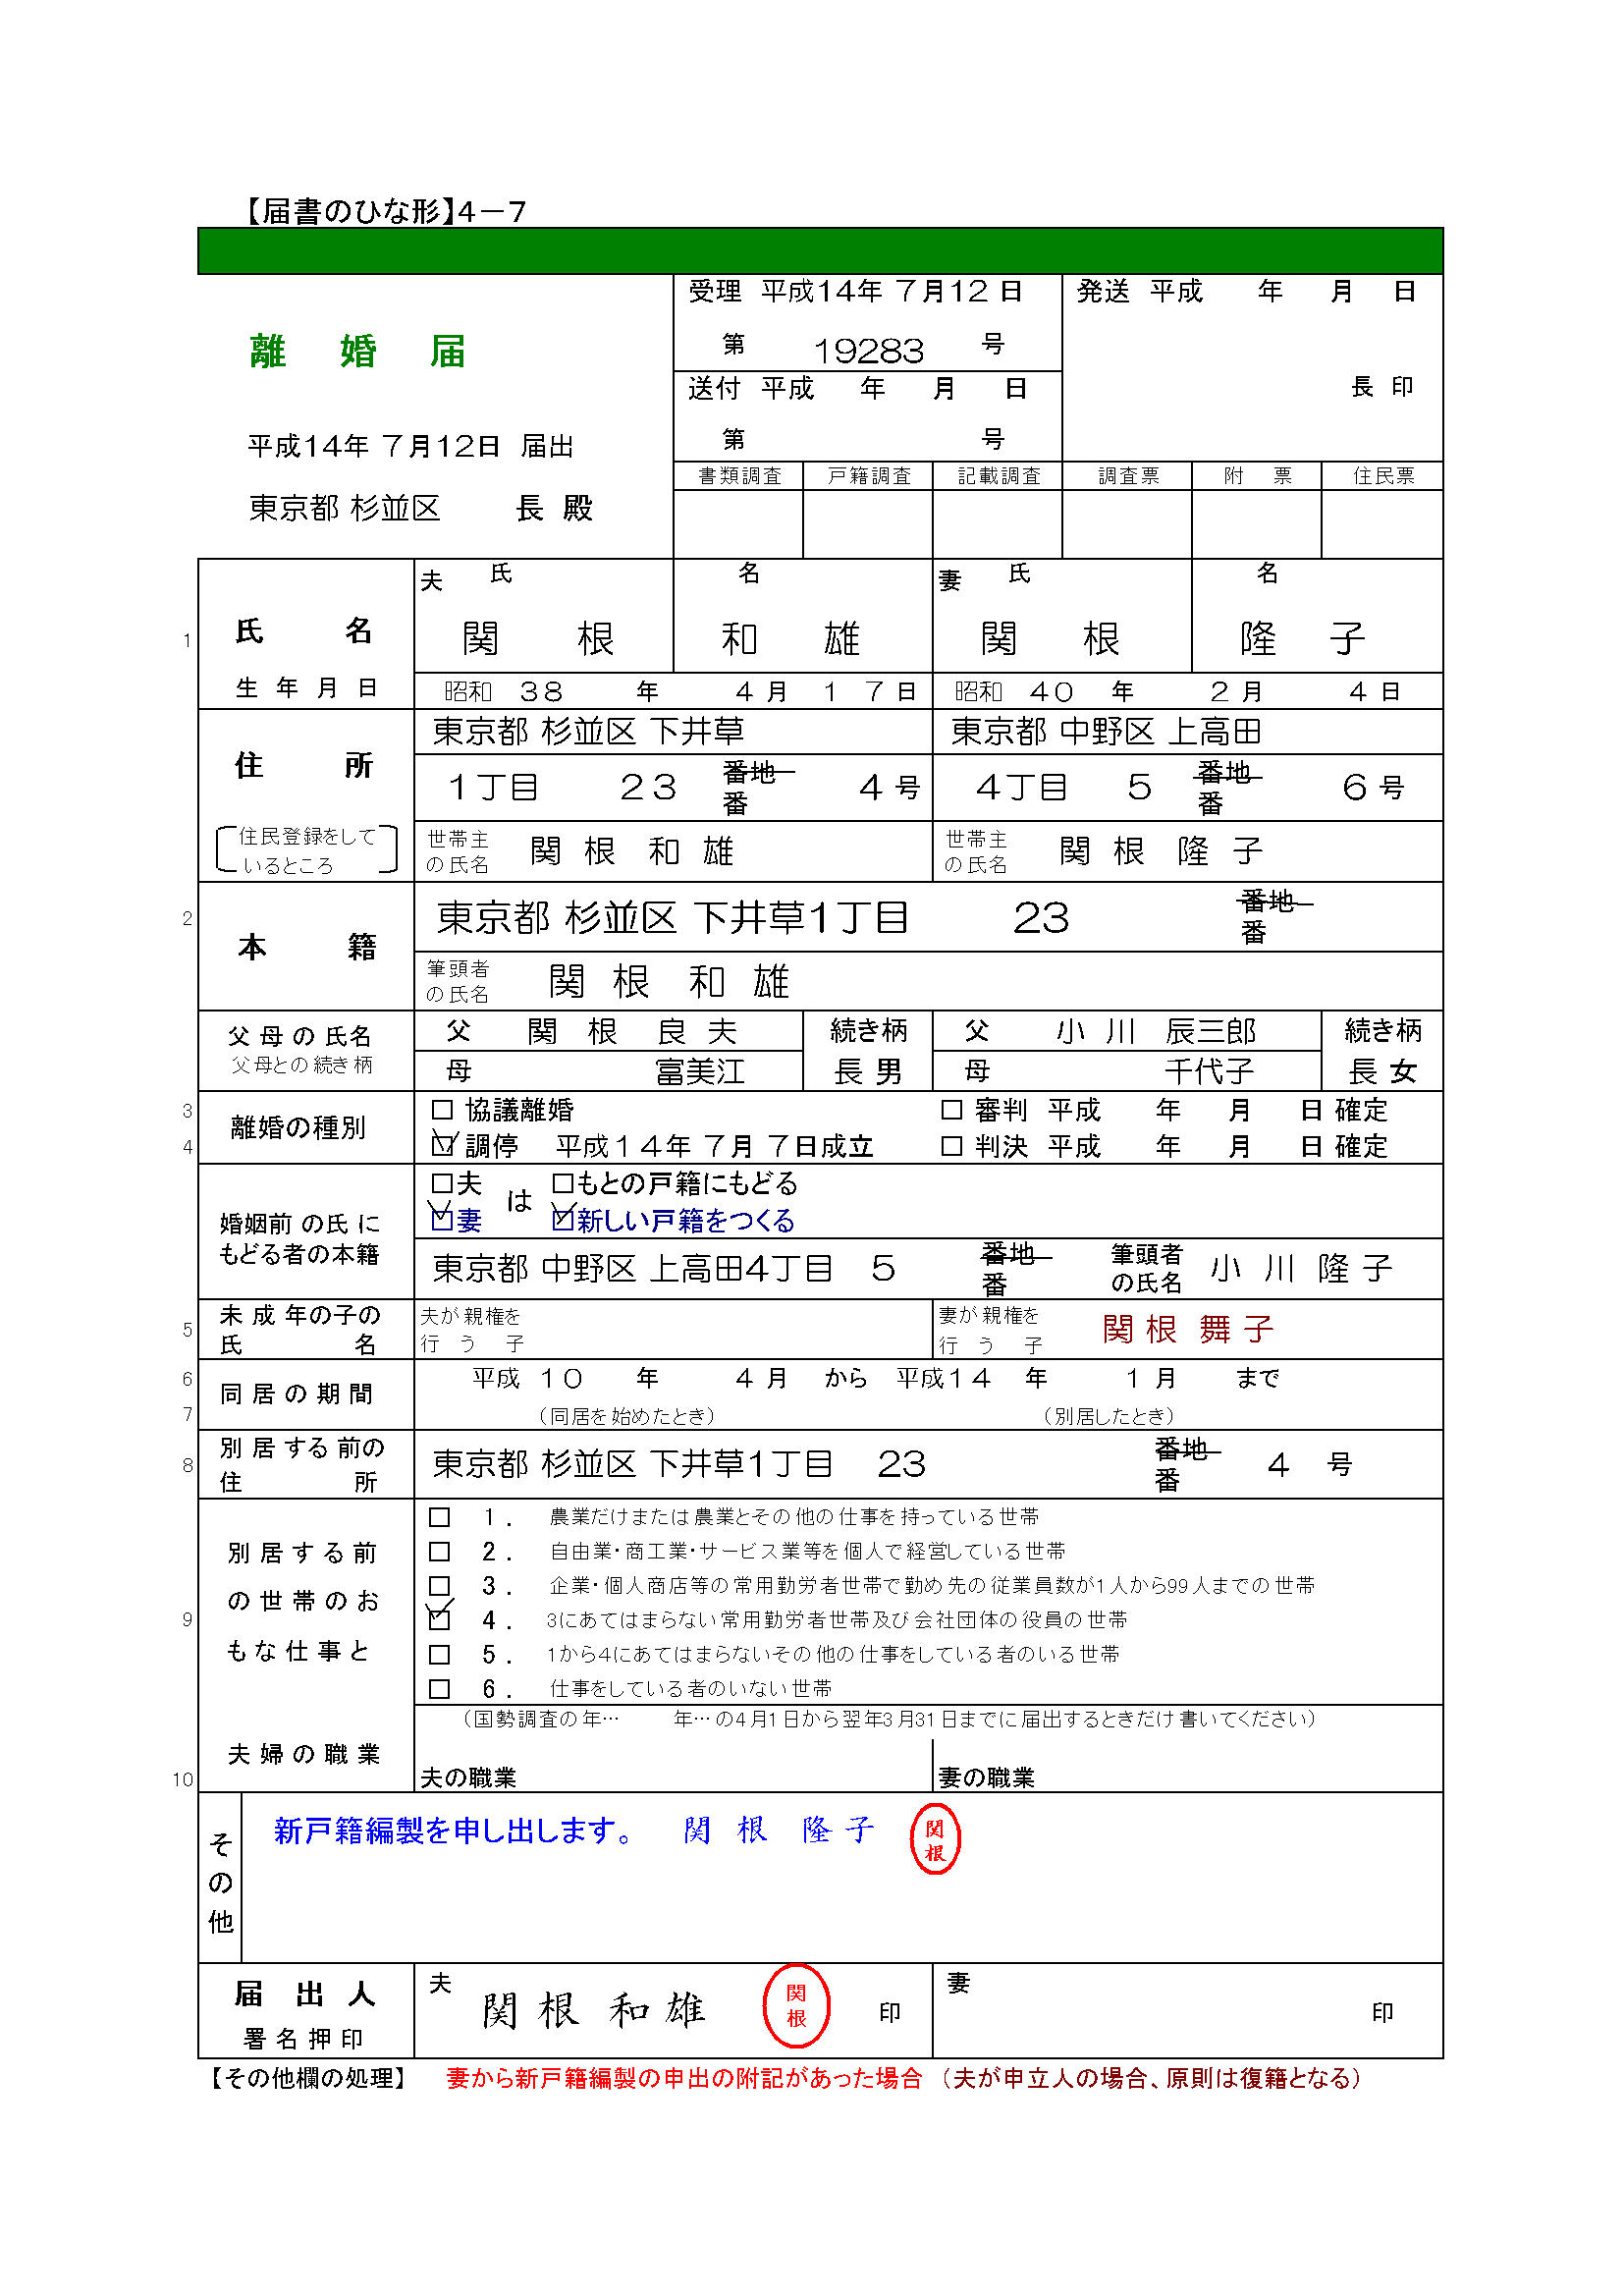 【届書のひな形】4－7
離婚届
平成14年 7月12日 届出
東京都 杉並区 長 殿
受理 平成14年 7月12日
第 19283 号
送付 平成 年 月 日
第 号
発送 平成 年 月 日
長 印
書類調査 戸籍調査 記載調査 調査票 附 票 住民票
1
氏 名
夫 氏 名 妻 氏 名
関 根 和 雄 関 根 隆 子
生 年 月 日 昭和 38 年 4 月 1 7 日 昭和 40 年 2 月 4 日
住 所
住民登録をして
いるところ
東京都 杉並区 下井草 東京都 中野区 上高田
1丁目 23 番地 4号 4丁目 5 番地 6号
番 番
世帯主 関 根 和 雄 世帯主 関 根 隆 子
の氏名 の氏名
2
本 籍
東京都 杉並区 下井草1丁目 23 番地
番
筆頭者 関 根 和 雄
の氏名
父母の氏名
父母との続き柄
父 関 根 良 夫 続き柄 父 小 川 辰三郎 続き柄
母 富美江 長 男 母 千代子 長 女
3
4
離婚の種別
□ 協議離婚 □ 審判 平成 年 月 日 確定
☑ 調停 平成14年 7月 7日成立 □ 判決 平成 年 月 日 確定
婚姻前の氏に
もどる者の本籍
□夫 は □もとの戸籍にもどる
☑妻 ☑新しい戸籍をつくる
東京都 中野区 上高田4丁目 5 番地 筆頭者 小 川 隆 子
番 の氏名
5
未成年の子の
氏 名
夫が親権を 妻が親権を 関 根 舞 子
行 う 子 行 う 子
6
7
同居の期間
平成 10 年 4 月 から 平成14 年 1 月 まで
（同居を始めたとき） （別居したとき）
8
別居する前の
住 所
東京都 杉並区 下井草1丁目 23 番地 4 号
番
9
別居する前
の世帯のお
もな仕事と
□ 1. 農業だけまたは農業とその他の仕事を持っている世帯
□ 2. 自由業・商工業・サービス業等を個人で経営している世帯
□ 3. 企業・個人商店等の常用勤労者世帯で勤め先の従業員数が1人から99人までの世帯
☑ 4. 3にあてはまらない常用勤労者世帯及び会社団体の役員の世帯
□ 5. 1から4にあてはまらないその他の仕事をしている者のいる世帯
□ 6. 仕事をしている者のいない世帯
10
夫婦の職業
（国勢調査の年… 年…の4月1日から翌年3月31日までに届出するときだけ書いてください）
夫の職業 妻の職業
その他
新戸籍編製を申し出します。 関 根 隆 子 関根
届 出 人
署名押印
夫 関 根 和 雄 関根 印 妻 印
【その他欄の処理】 妻から新戸籍編製の申出の附記があった場合 （夫が申立人の場合、原則は復籍となる）